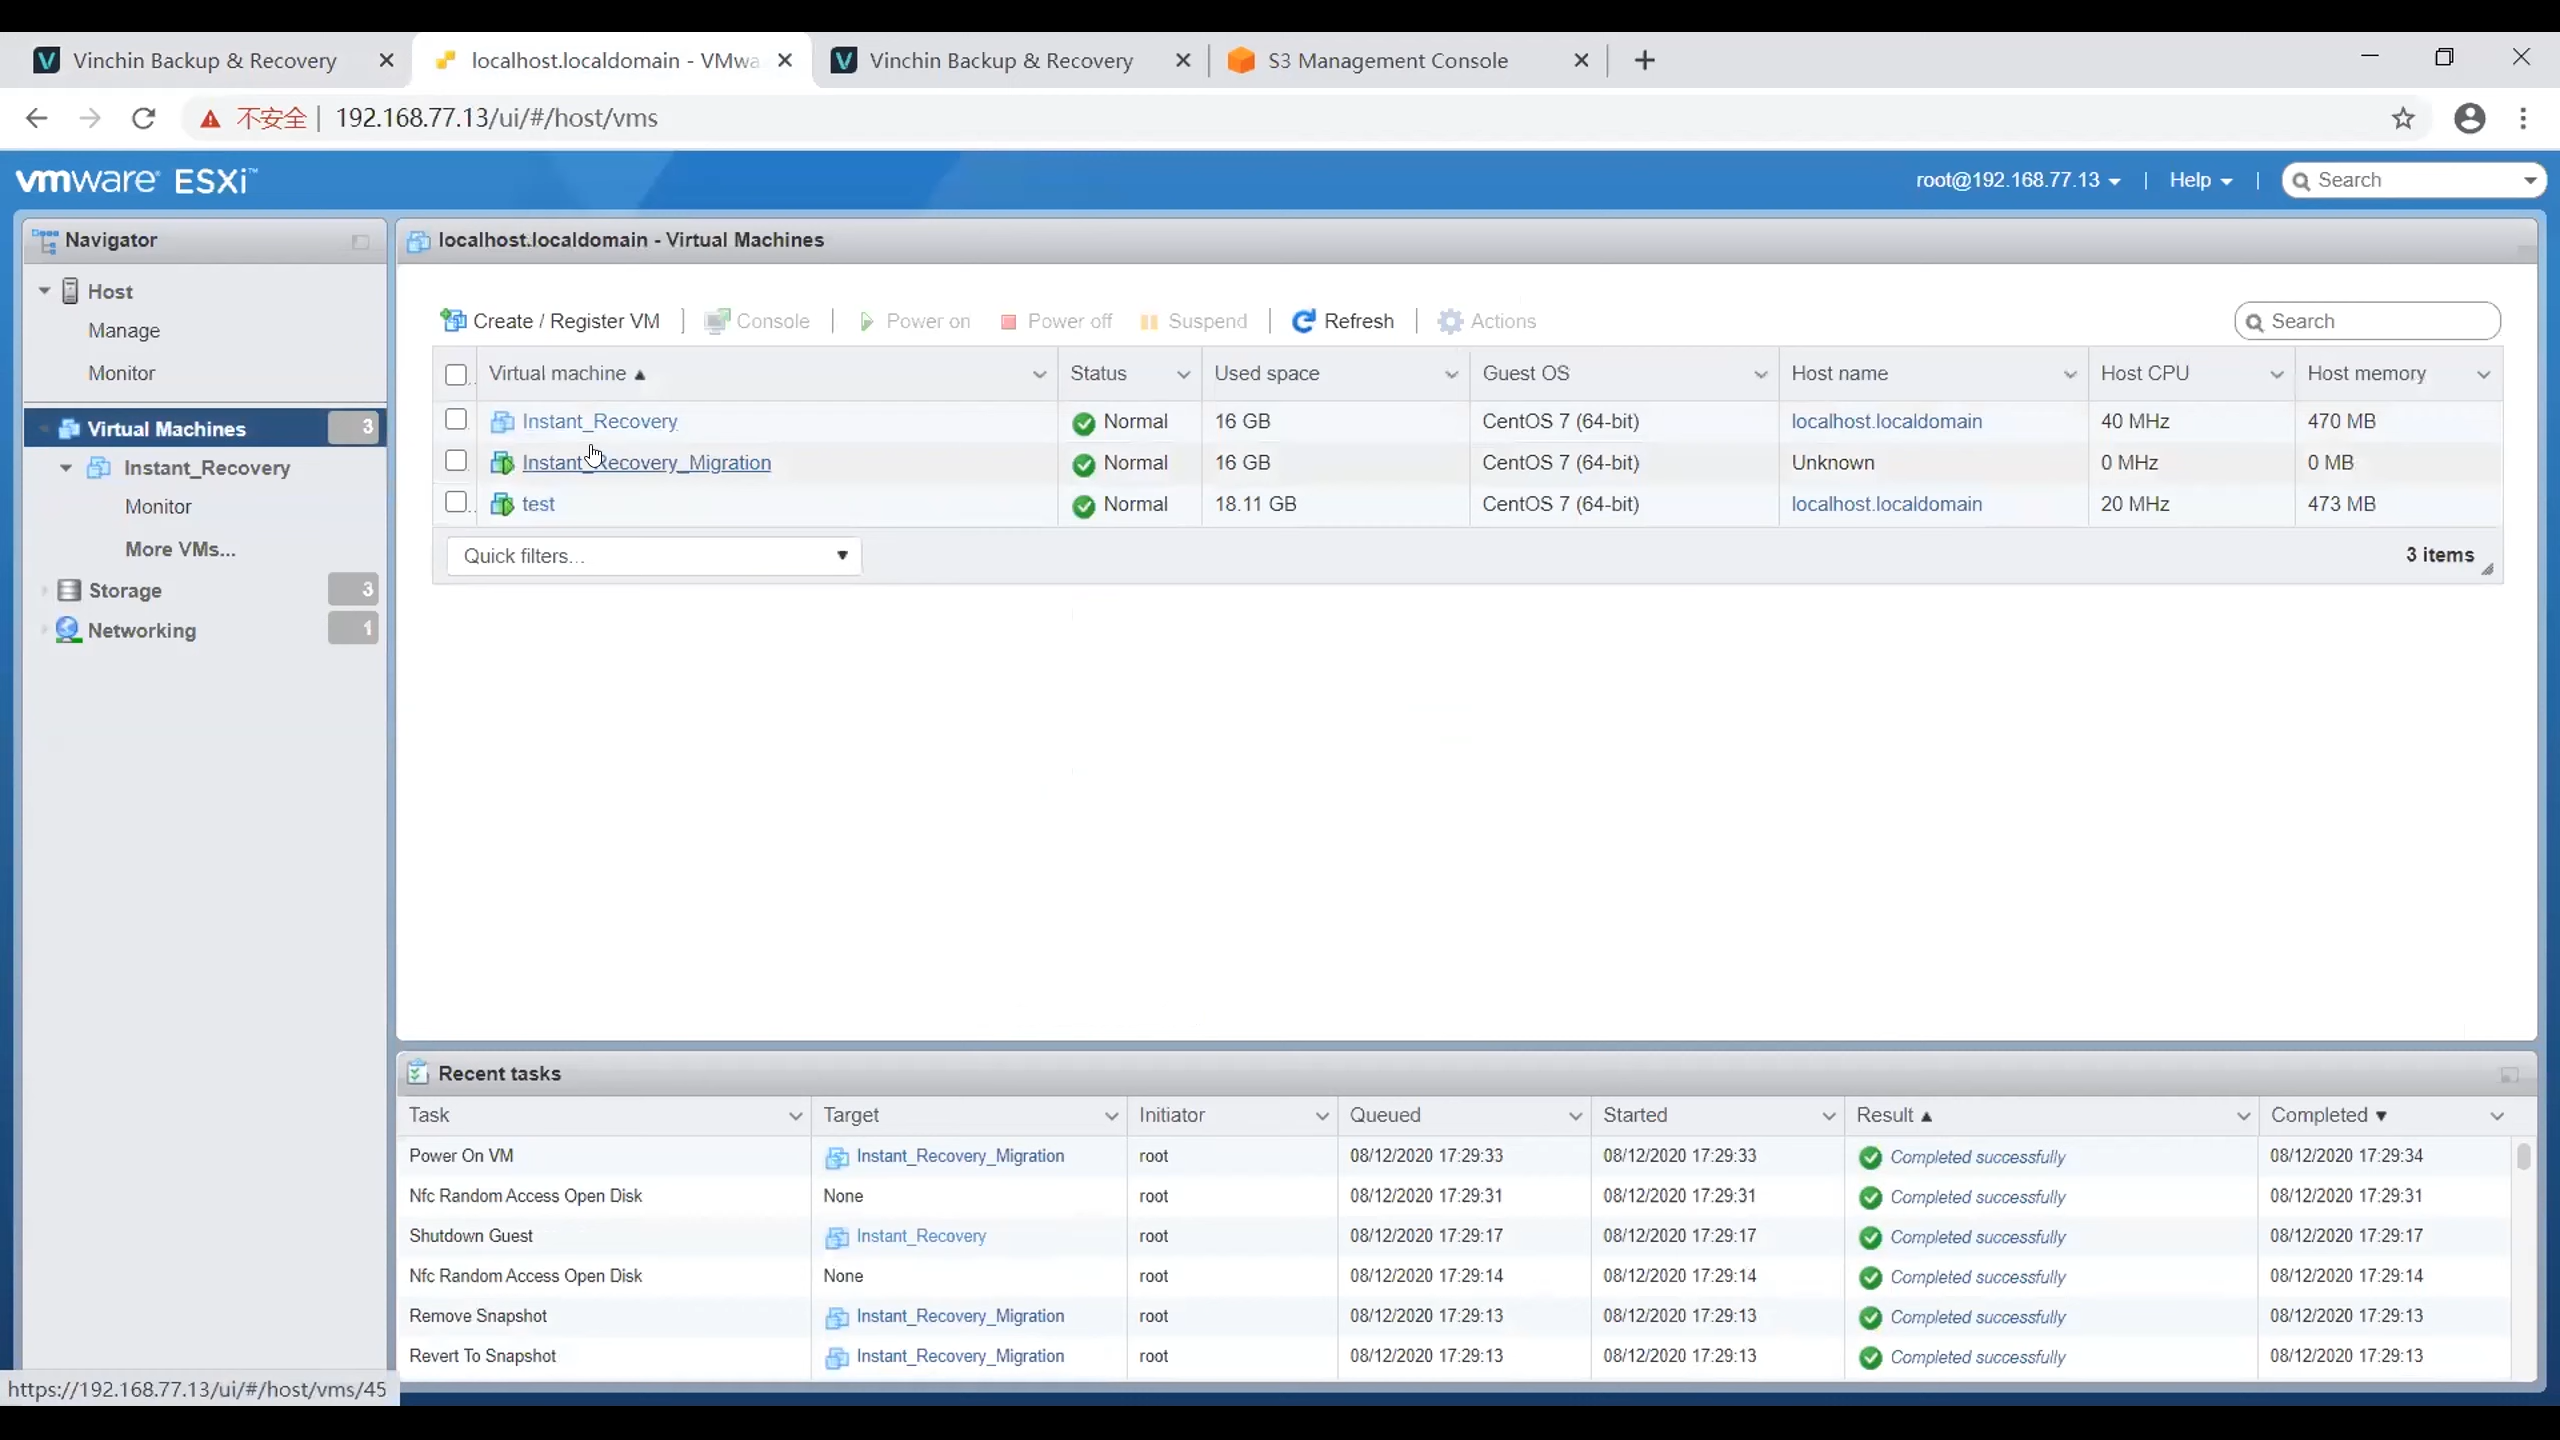 Vinchin Backup & Recovery
localhost.localdomain - VMwa
Vinchin Backup & Recovery
S3 Management Console
不安全 192.168.77.13/ui/#/host/vms
vmware® ESXi™
root@192.168.77.13
Help
Search
Navigator
Host
Manage
Monitor
Virtual Machines 3
Instant_Recovery
Monitor
More VMs...
Storage 3
Networking 1
localhost.localdomain - Virtual Machines
Create / Register VM Console Power on Power off Suspend Refresh Actions Search
Virtual machine ▲ Status Used space Guest OS Host name Host CPU Host memory
Instant_Recovery Normal 16 GB CentOS 7 (64-bit) localhost.localdomain 40 MHz 470 MB
Instant_Recovery_Migration Normal 16 GB CentOS 7 (64-bit) Unknown 0 MHz 0 MB
test Normal 18.11 GB CentOS 7 (64-bit) localhost.localdomain 20 MHz 473 MB
Quick filters... 3 items
Recent tasks
Task Target Initiator Queued Started Result ▲ Completed ▼
Power On VM Instant_Recovery_Migration root 08/12/2020 17:29:33 08/12/2020 17:29:33 Completed successfully 08/12/2020 17:29:34
Nfc Random Access Open Disk None root 08/12/2020 17:29:31 08/12/2020 17:29:31 Completed successfully 08/12/2020 17:29:31
Shutdown Guest Instant_Recovery root 08/12/2020 17:29:17 08/12/2020 17:29:17 Completed successfully 08/12/2020 17:29:17
Nfc Random Access Open Disk None root 08/12/2020 17:29:14 08/12/2020 17:29:14 Completed successfully 08/12/2020 17:29:14
Remove Snapshot Instant_Recovery_Migration root 08/12/2020 17:29:13 08/12/2020 17:29:13 Completed successfully 08/12/2020 17:29:13
Revert To Snapshot Instant_Recovery_Migration root 08/12/2020 17:29:13 08/12/2020 17:29:13 Completed successfully 08/12/2020 17:29:13
https://192.168.77.13/ui/#/host/vms/45